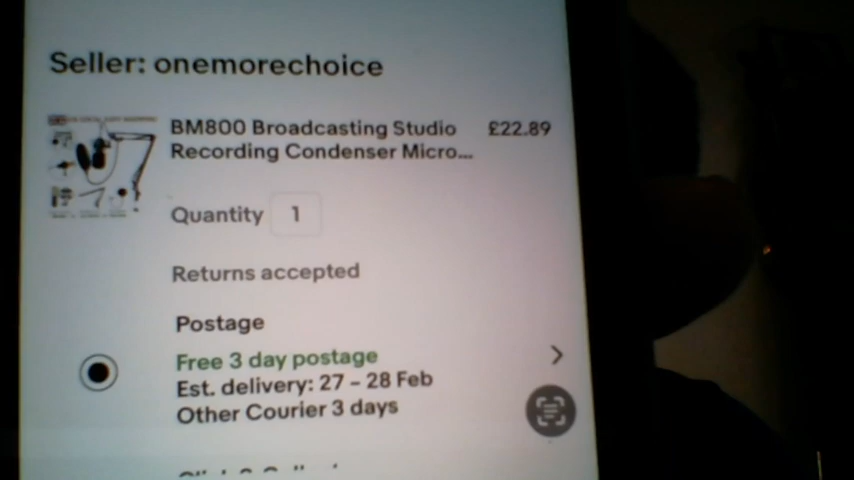 Seller: onemorechoice
BM800 Broadcasting Studio £22.89
Recording Condenser Micro...
Quantity 1
Returns accepted
Postage
Free 3 day postage
Est. delivery: 27 – 28 Feb
Other Courier 3 days